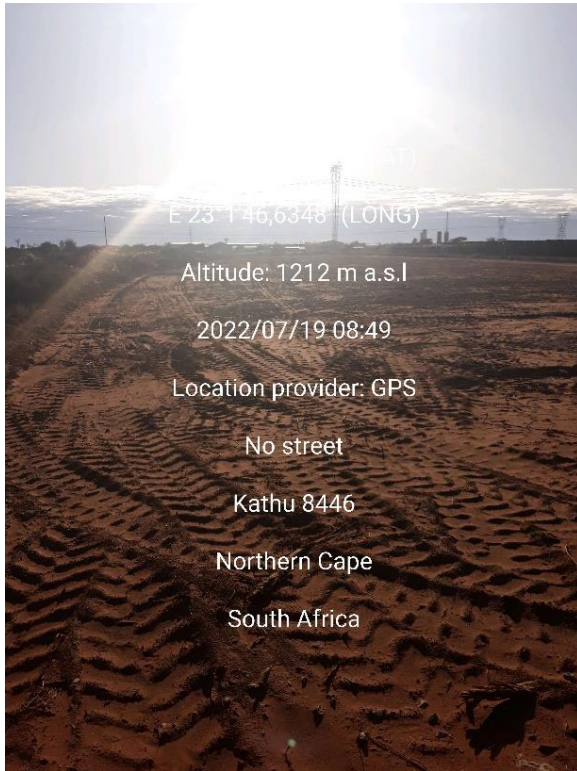 (LAT)
E 23°1'46,6348" (LONG)
Altitude: 1212 m a.s.l
2022/07/19 08:49
Location provider: GPS
No street
Kathu 8446
Northern Cape
South Africa